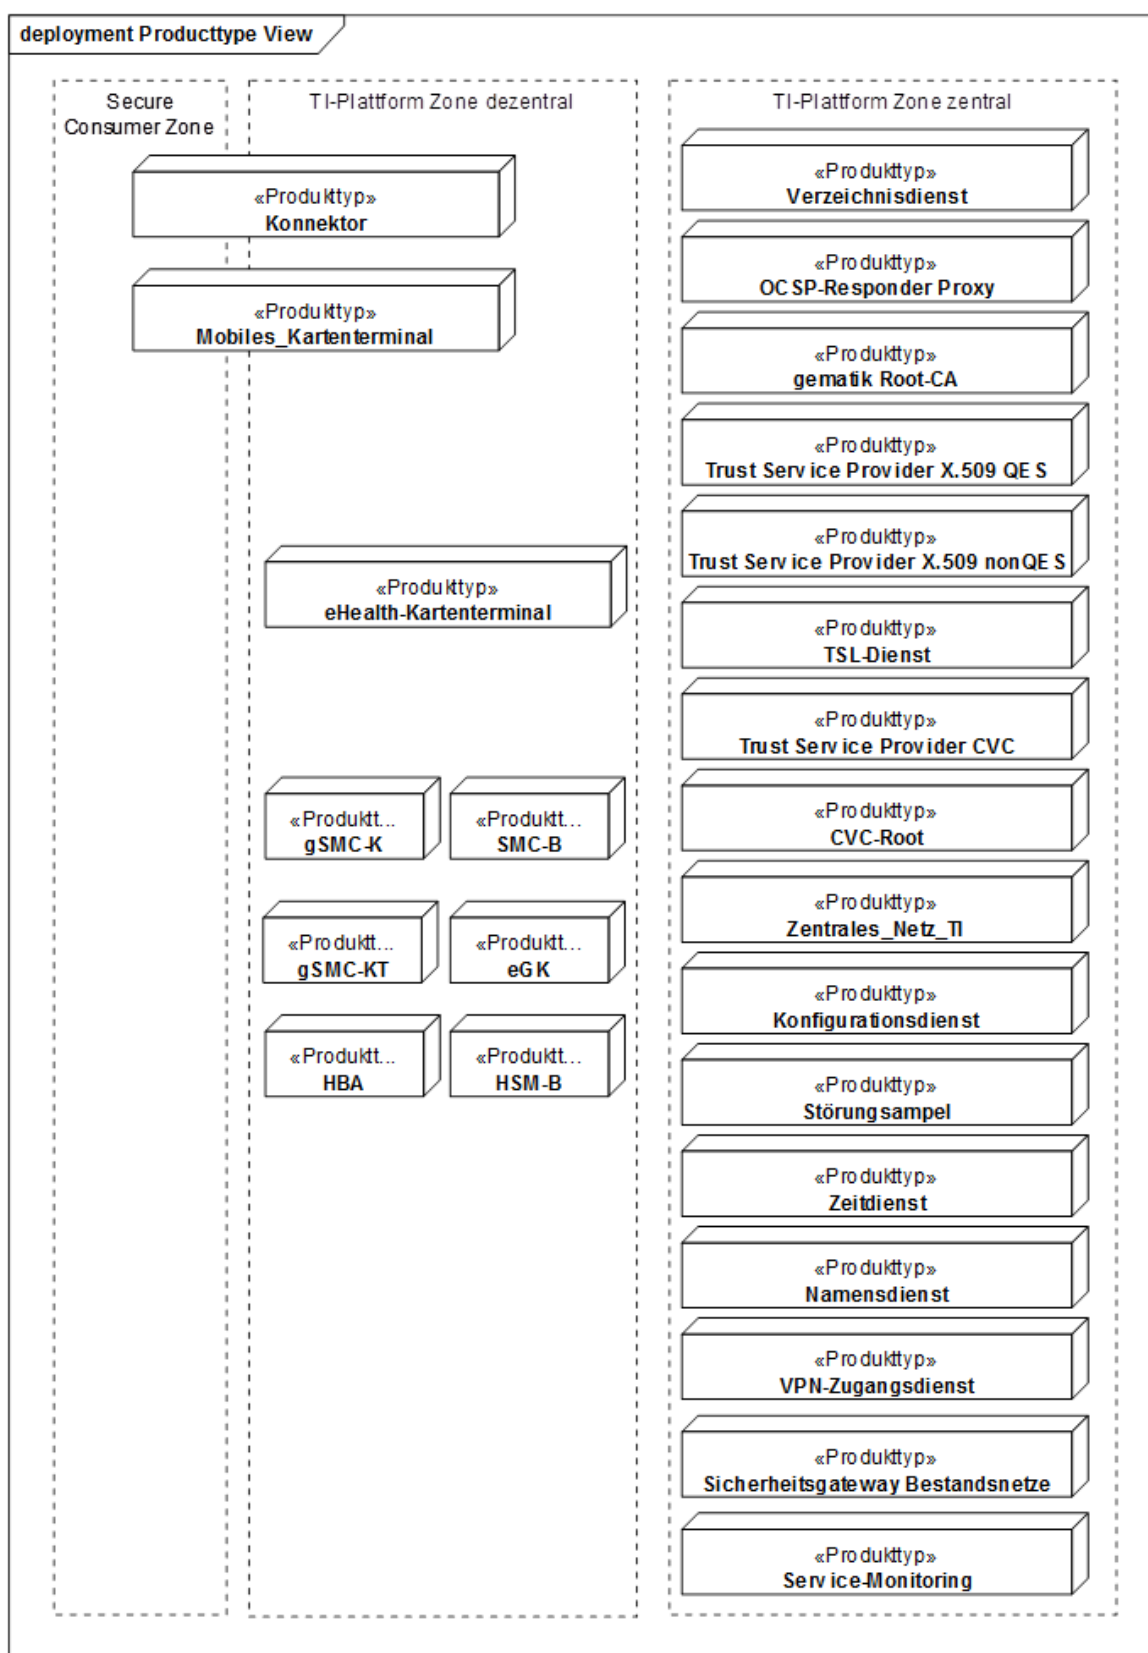 deployment Producttype View
Secure
Consumer Zone
«Produkttyp»
Konnektor
«Produkttyp»
Mobiles_Kartenterminal
TI-Plattform Zone dezentral
«Produkttyp»
eHealth-Kartenterminal
«Produktt...
gSMC-K
«Produktt...
SMC-B
«Produktt...
gSMC-KT
«Produktt...
eGK
«Produktt...
HBA
«Produktt...
HSM-B
TI-Plattform Zone zentral
«Produkttyp»
Verzeichnisdienst
«Produkttyp»
OCSP-Responder Proxy
«Produkttyp»
gematik Root-CA
«Produkttyp»
Trust Service Provider X.509 QES
«Produkttyp»
Trust Service Provider X.509 nonQES
«Produkttyp»
TSL-Dienst
«Produkttyp»
Trust Service Provider CVC
«Produkttyp»
CVC-Root
«Produkttyp»
Zentrales_Netz_TI
«Produkttyp»
Konfigurationsdienst
«Produkttyp»
Störungsampel
«Produkttyp»
Zeitdienst
«Produkttyp»
Namensdienst
«Produkttyp»
VPN-Zugangsdienst
«Produkttyp»
Sicherheitsgateway Bestandsnetze
«Produkttyp»
Service-Monitoring